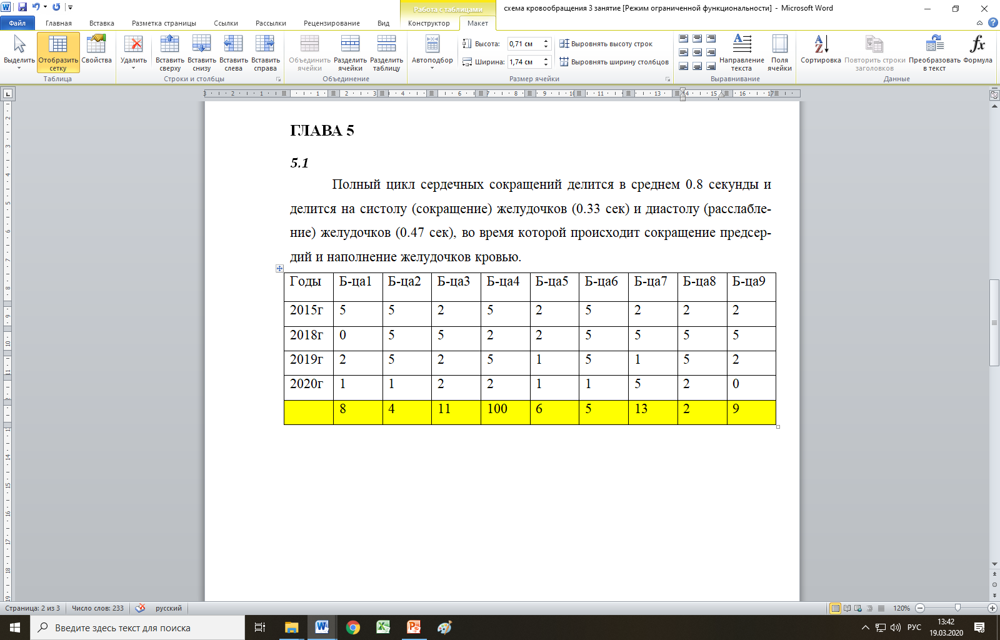 схема кровообращения 3 занятие [Режим ограниченной функциональности] - Microsoft Word
Работа с таблицами
Файл Главная Вставка Разметка страницы Ссылки Рассылки Рецензирование Вид Конструктор Макет
Выделить Отобразить сетку Свойства Удалить Вставить сверху Вставить снизу Вставить слева Вставить справа Объединить ячейки Разделить ячейки Разделить таблицу Автоподбор
Высота: 0,71 см Выровнять высоту строк
Ширина: 1,74 см Выровнять ширину столбцов
Направление текста Поля ячейки Сортировка Повторить строки заголовков Преобразовать в текст Формула
Таблица Строки и столбцы Объединение Размер ячейки Выравнивание Данные
ГЛАВА 5
5.1
Полный цикл сердечных сокращений делится в среднем 0.8 секунды и
делится на систолу (сокращение) желудочков (0.33 сек) и диастолу (расслабле-
ние) желудочков (0.47 сек), во время которой происходит сокращение предсер-
дий и наполнение желудочков кровью.
Годы Б-ца1 Б-ца2 Б-ца3 Б-ца4 Б-ца5 Б-ца6 Б-ца7 Б-ца8 Б-ца9
2015г 5 5 2 5 2 5 2 2 2
2018г 0 5 5 2 2 5 5 5 5
2019г 2 5 2 5 1 5 1 5 2
2020г 1 1 2 2 1 1 5 2 0
8 4 11 100 6 5 13 2 9
Страница: 2 из 3 Число слов: 233 русский 120%
Введите здесь текст для поиска
РУС
13:42
19.03.2020